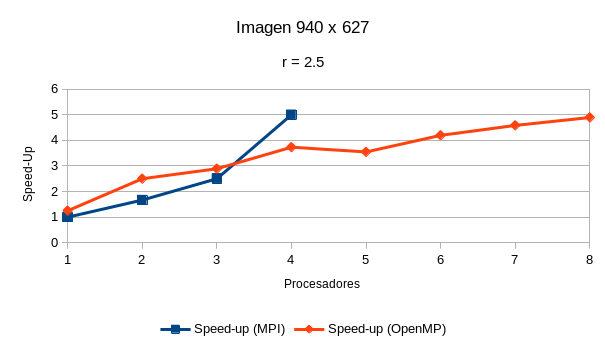 Imagen 940 x 627
r = 2.5
6
5
4
3
2
1
0
Speed-Up
1 2 3 4 5 6 7 8
Procesadores
Speed-up (MPI) Speed-up (OpenMP)